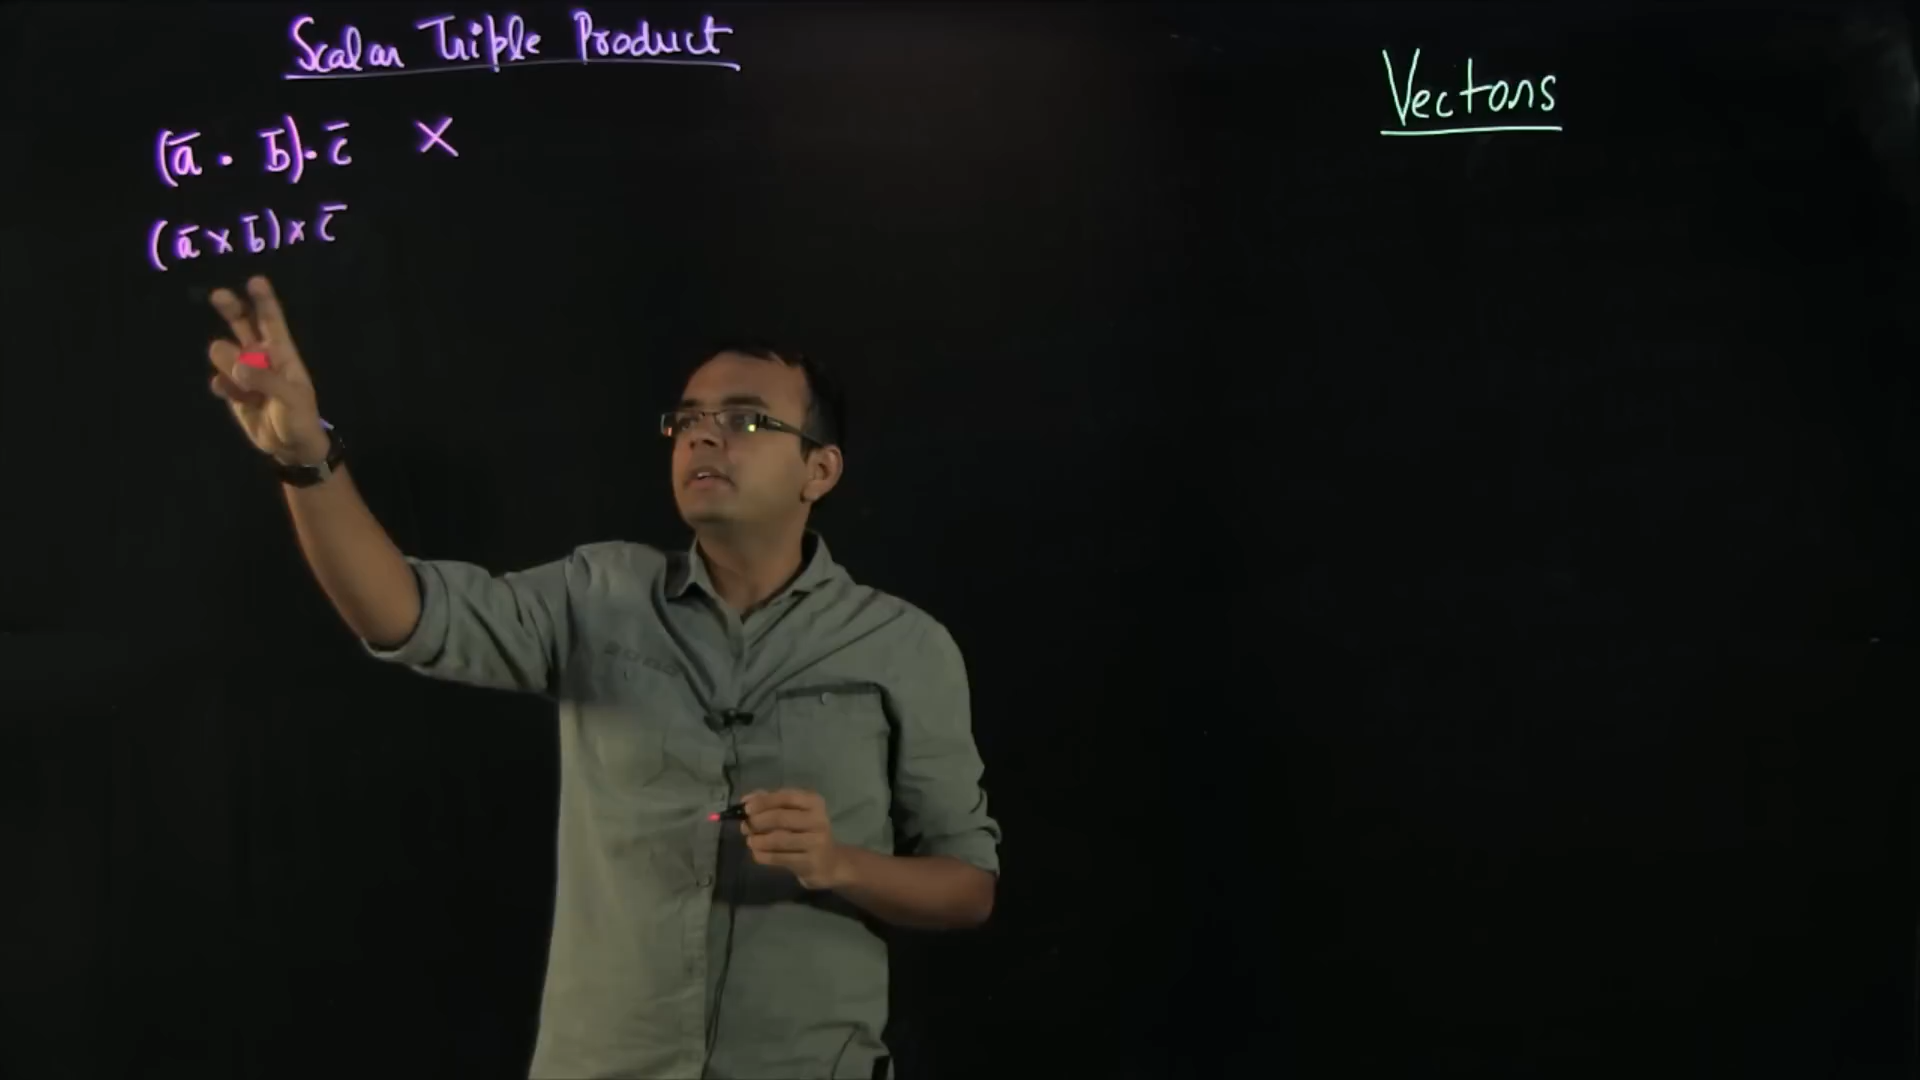 Scalar Triple Product
Vectors
(a̅ · b̅)· c̅ ×
(a̅ × b̅) × c̅